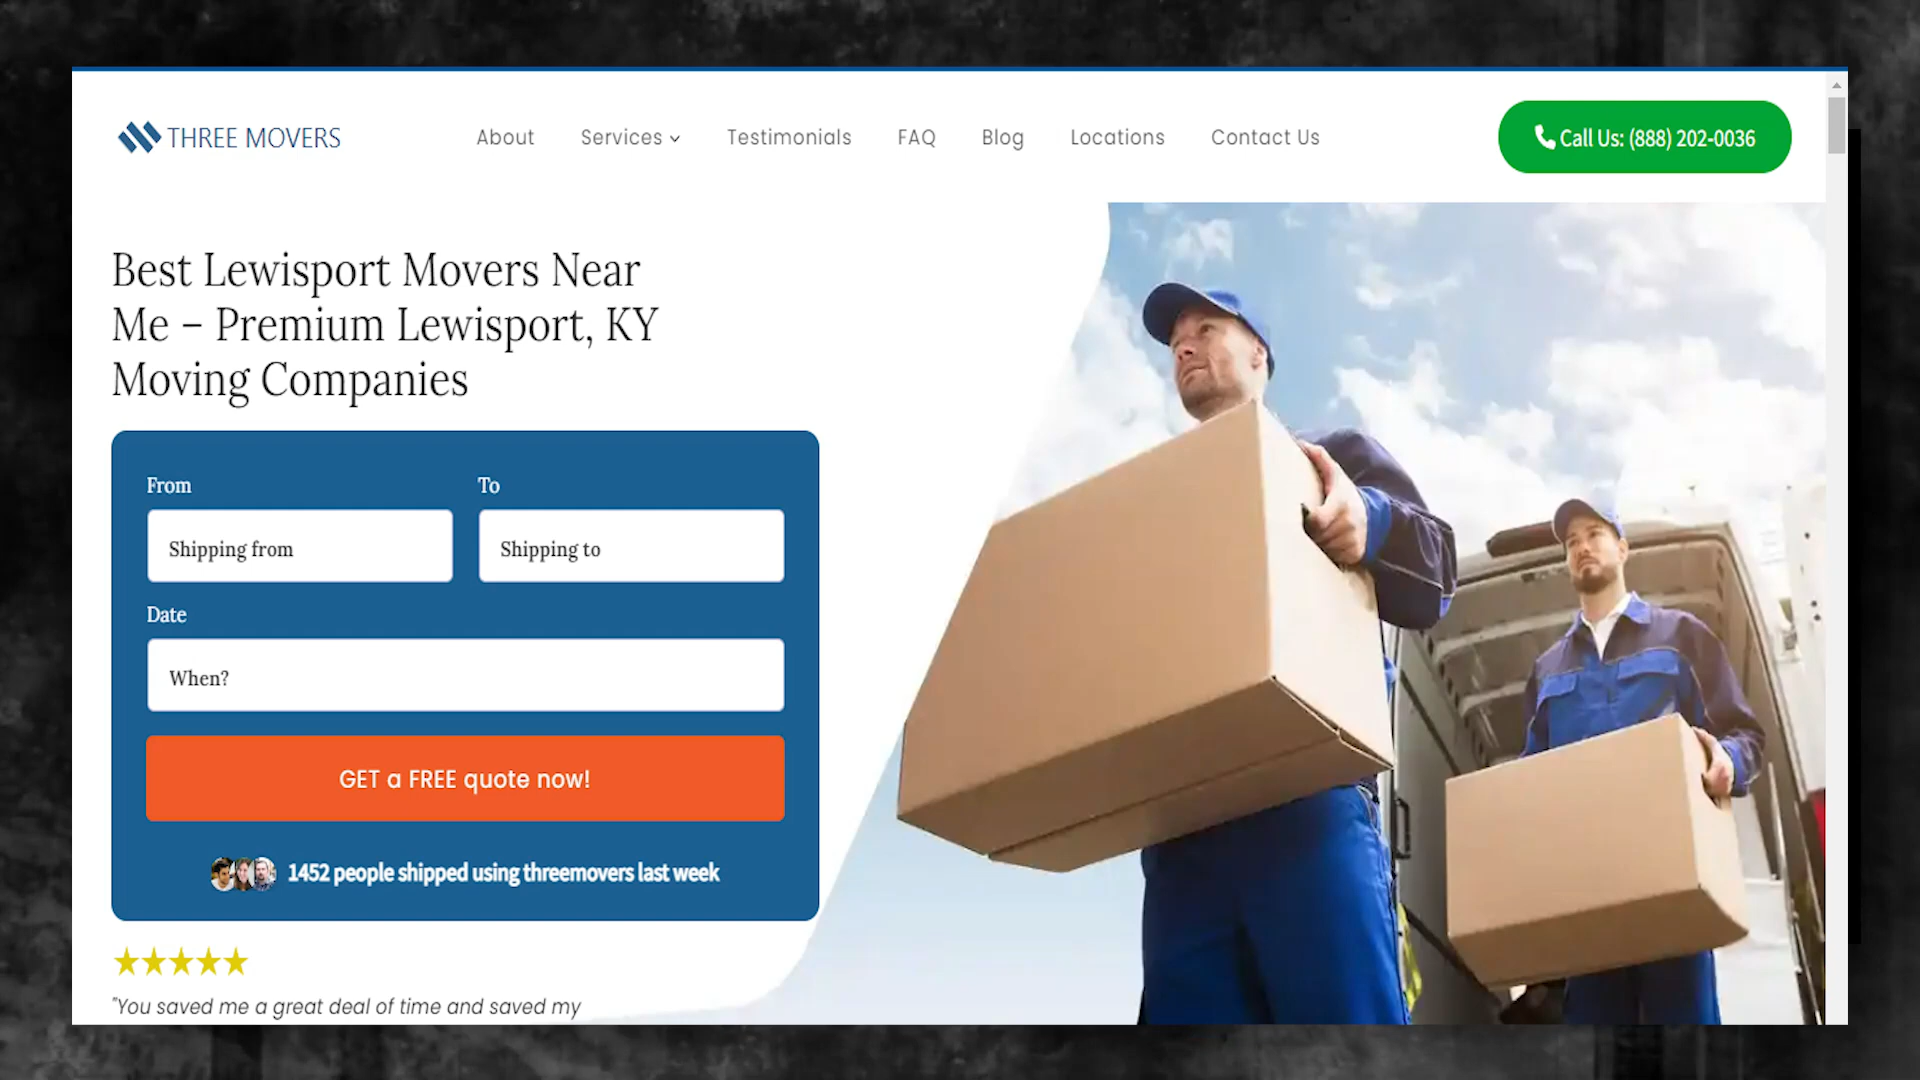 THREE MOVERS
About Services Testimonials FAQ Blog Locations Contact Us
Call Us: (888) 202-0036
Best Lewisport Movers Near
Me – Premium Lewisport, KY
Moving Companies
From To
Shipping from Shipping to
Date
When?
GET a FREE quote now!
1452 people shipped using threemovers last week
"You saved me a great deal of time and saved my